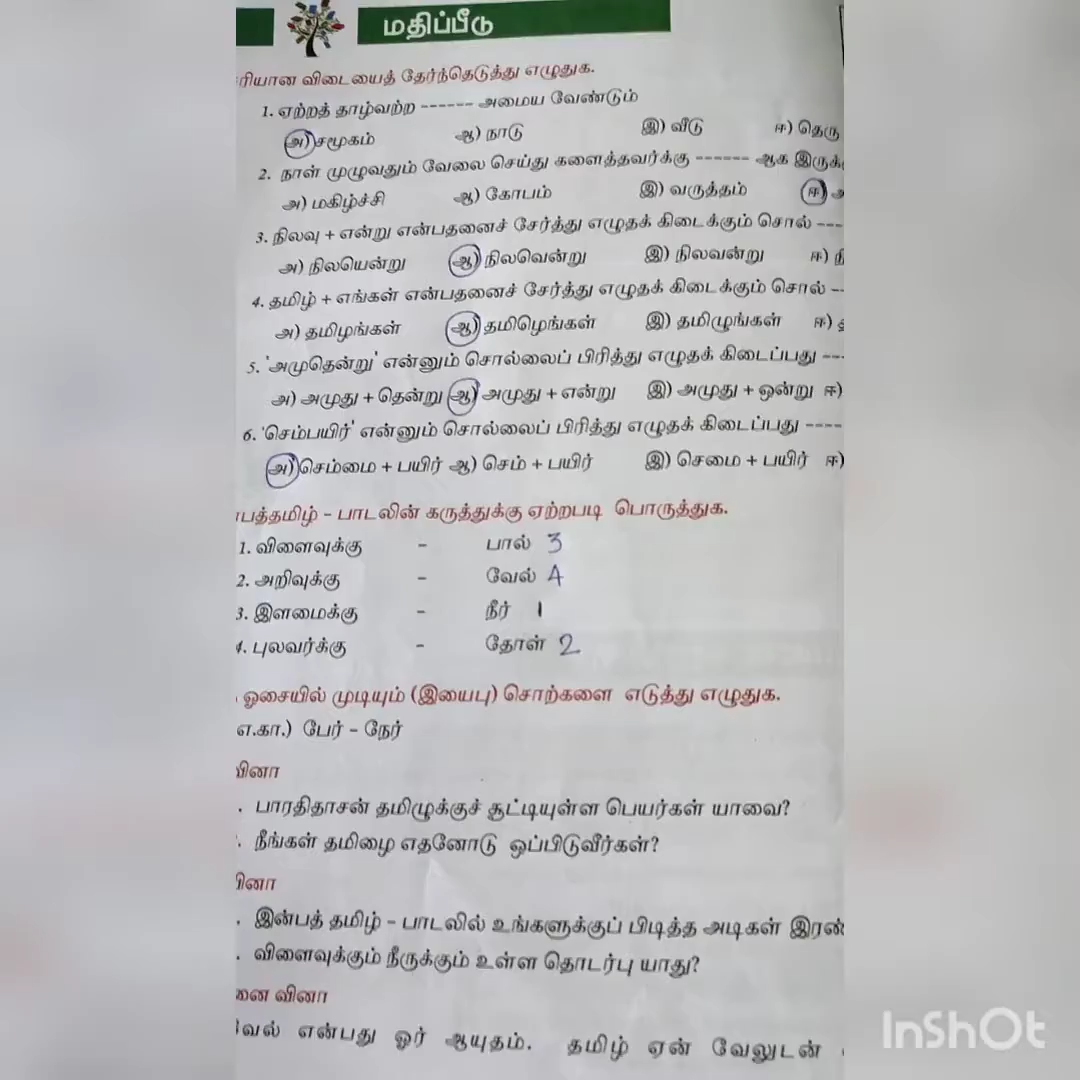 மதிப்பீடு
விடையைத் தேர்ந்தெடுத்து எழுதுக.
1. ஏற்றத் தாழ்வற்ற ------ அமைய வேண்டும்
அ) சமூகம் ஆ) நாடு இ) வீடு ஈ) தெரு
2. நாள் முழுவதும் வேலை செய்து களைத்தவர்க்கு ------ ஆக
அ) மகிழ்ச்சி ஆ) கோபம் இ) வருத்தம் ஈ)
3. நிலவு + என்று என்பதனைச் சேர்த்து எழுதக் கிடைக்கும் சொல் ---
அ) நிலயென்று ஆ) நிலவென்று இ) நிலவன்று ஈ)
4. தமிழ் + எங்கள் என்பதனைச் சேர்த்து எழுதக் கிடைக்கும் சொல் --
அ) தமிழங்கள் ஆ) தமிழெங்கள் இ) தமிழுங்கள் ஈ)
5. 'அமுதென்று' என்னும் சொல்லைப் பிரித்து எழுதக் கிடைப்பது ---
அ) அமுது + தென்று ஆ) அமுது + என்று இ) அமுது + ஒன்று ஈ)
6. 'செம்பயிர்' என்னும் சொல்லைப் பிரித்து எழுதக் கிடைப்பது ----
அ) செம்மை + பயிர் ஆ) செம் + பயிர் இ) செமை + பயிர் ஈ)
- பாடலின் கருத்துக்கு ஏற்றபடி பொருத்துக.
1. விளைவுக்கு - பால் 3
2. அறிவுக்கு - வேல் 4
3. இளமைக்கு - நீர் 1
4. புலவர்க்கு - தோள் 2
ஓசையில் முடியும் (இயைபு) சொற்களை எடுத்து எழுதுக.
எ.கா.) பேர் - நேர்
வினா
. பாரதிதாசன் தமிழுக்குச் சூட்டியுள்ள பெயர்கள் யாவை?
. நீங்கள் தமிழை எதனோடு ஒப்பிடுவீர்கள்?
வினா
. இன்பத் தமிழ் - பாடலில் உங்களுக்குப் பிடித்த அடிகள்
. விளைவுக்கும் நீருக்கும் உள்ள தொடர்பு யாது?
வினா
வேல் என்பது ஓர் ஆயுதம். தமிழ் ஏன் வேலுடன்
InShOt